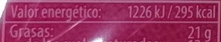 Valor energético: 1226 kJ / 295 kcal
Grasas: 21 g